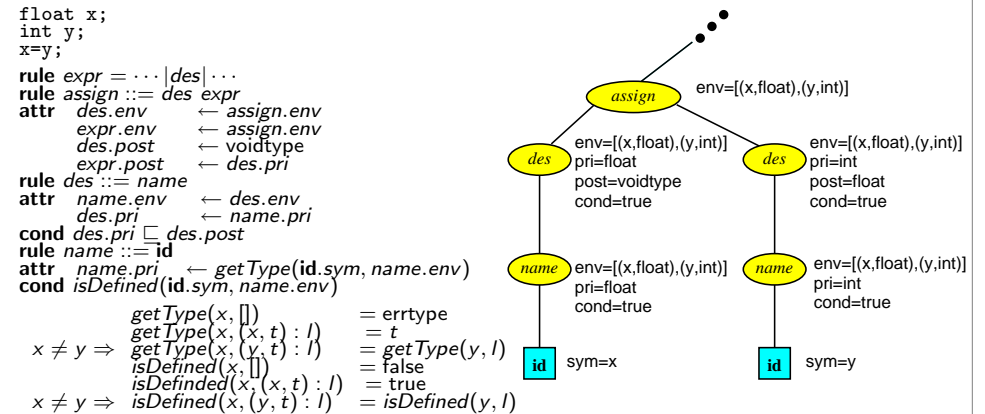 float x;
int y;
x=y;
rule expr = ··· |des| ···
rule assign ::= des expr
attr des.env ← assign.env
expr.env ← assign.env
des.post ← voidtype
expr.post ← des.pri
rule des ::= name
attr name.env ← des.env
des.pri ← name.pri
cond des.pri ⊑ des.post
rule name ::= id
attr name.pri ← getType(id.sym, name.env)
cond isDefined(id.sym, name.env)
getType(x, []) = errtype
getType(x, (x, t) : l) = t
x ≠ y ⇒ getType(x, (y, t) : l) = getType(y, l)
isDefined(x, []) = false
isDefinded(x, (x, t) : l) = true
x ≠ y ⇒ isDefined(x, (y, t) : l) = isDefined(y, l)
assign
env=[(x,float),(y,int)]
des
env=[(x,float),(y,int)]
pri=float
post=voidtype
cond=true
des
env=[(x,float),(y,int)]
pri=int
post=float
cond=true
name
env=[(x,float),(y,int)]
pri=float
cond=true
name
env=[(x,float),(y,int)]
pri=int
cond=true
id
sym=x
id
sym=y